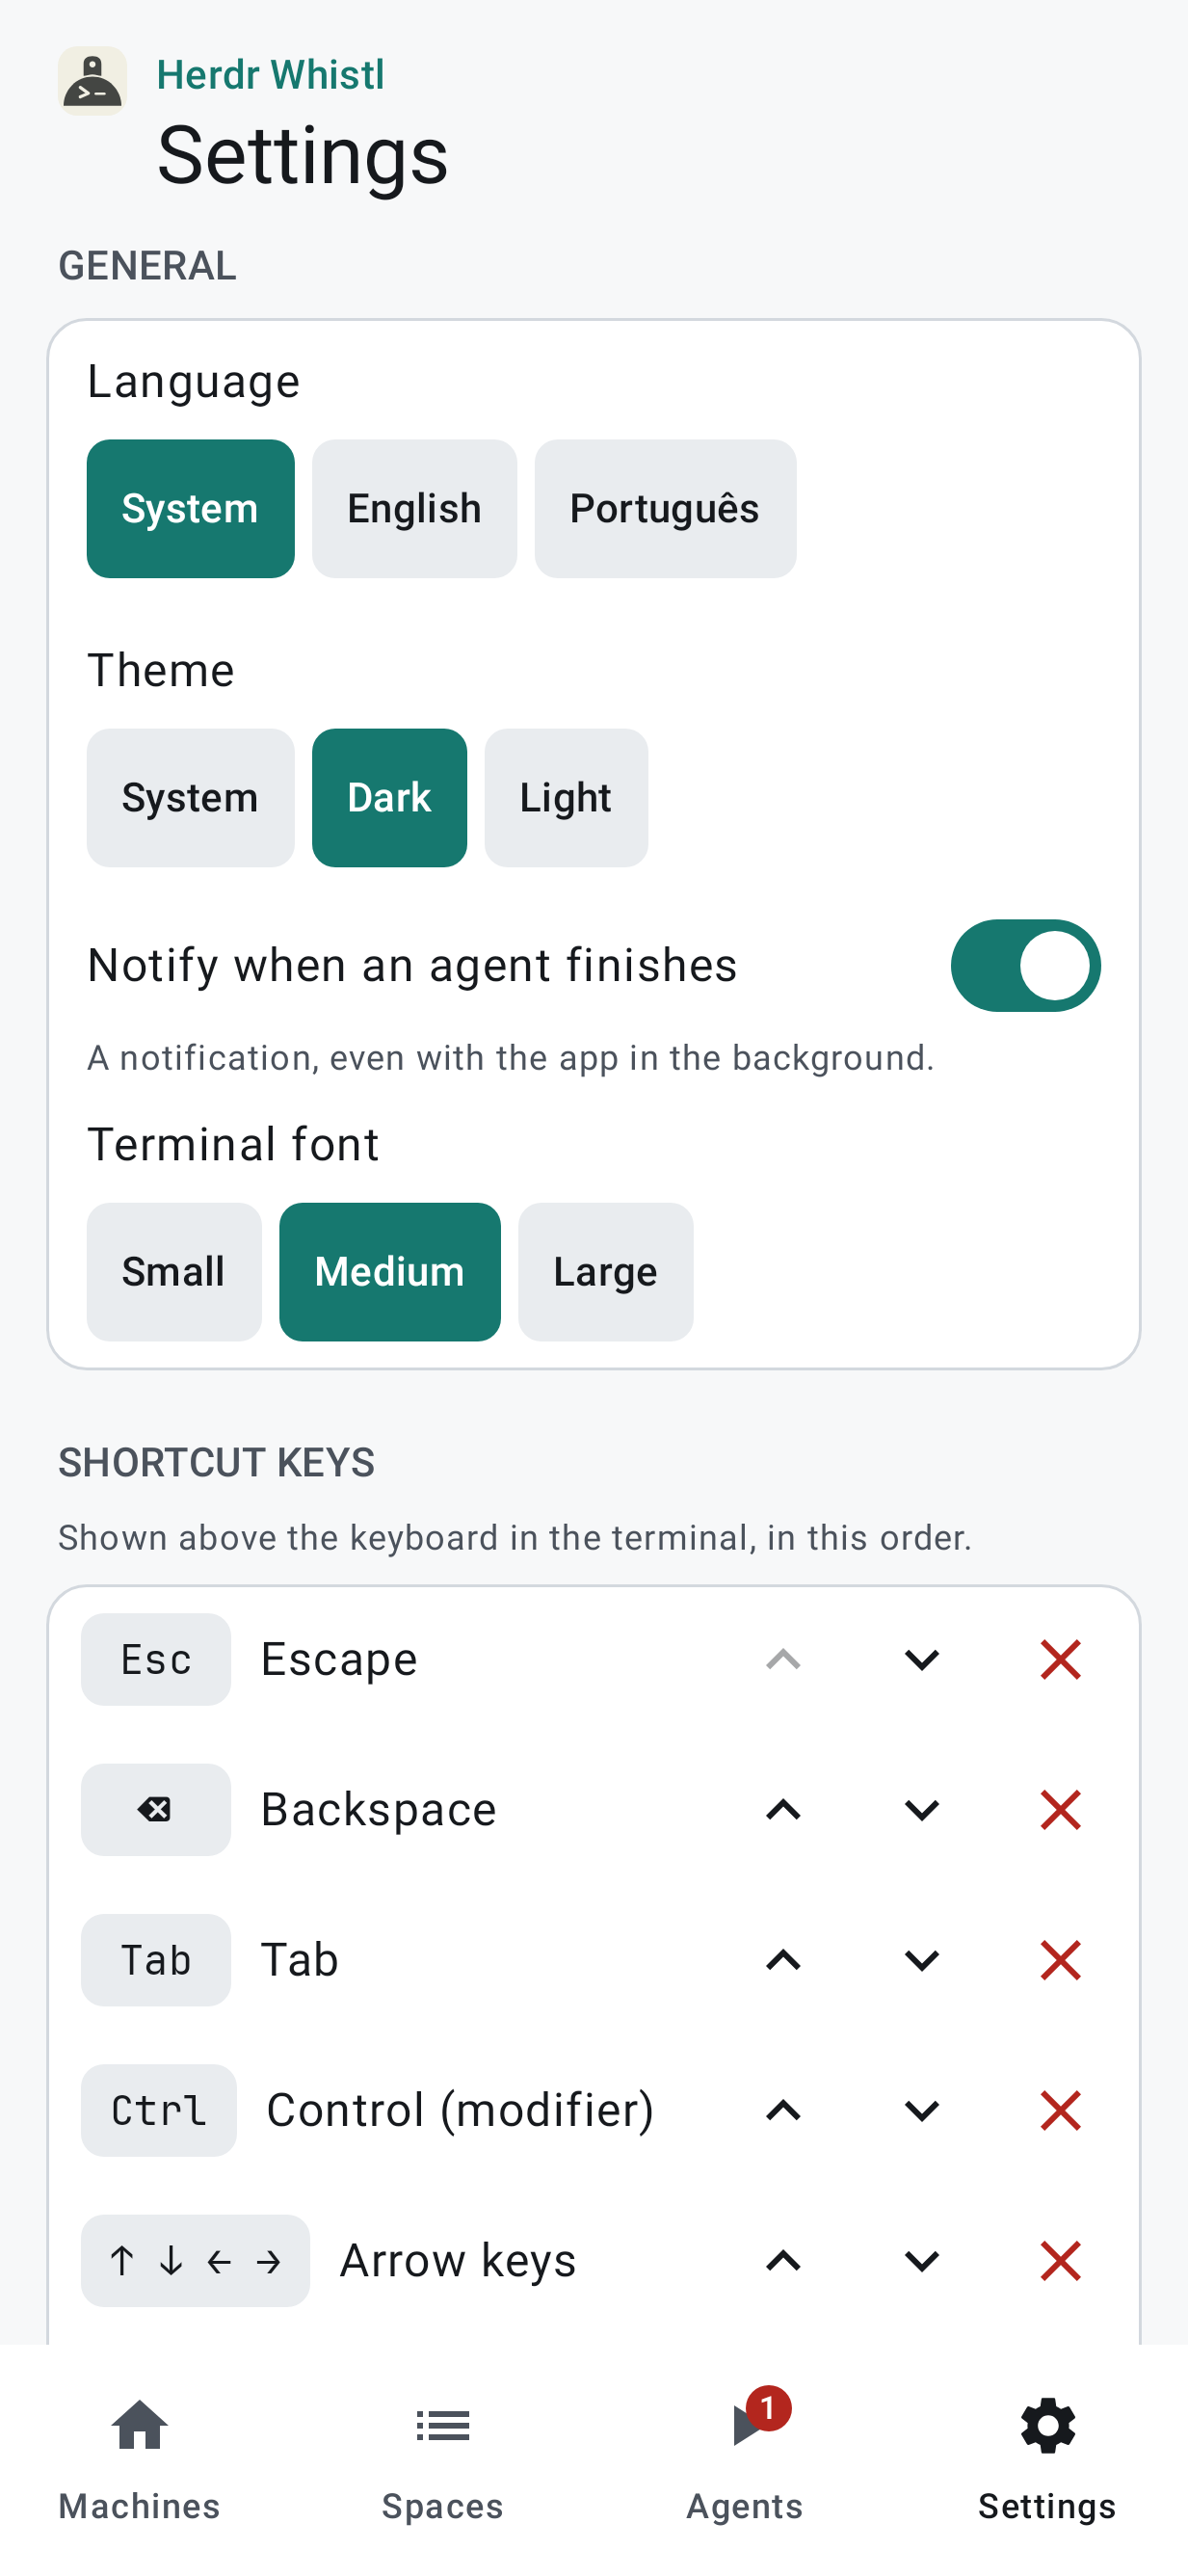 Herdr Whistl
Settings
GENERAL
Language
System English Português
Theme
System Dark Light
Notify when an agent finishes
A notification, even with the app in the background.
Terminal font
Small Medium Large
SHORTCUT KEYS
Shown above the keyboard in the terminal, in this order.
Esc Escape
Backspace
Tab Tab
Ctrl Control (modifier)
↑ ↓ ← → Arrow keys
1
Machines Spaces Agents Settings